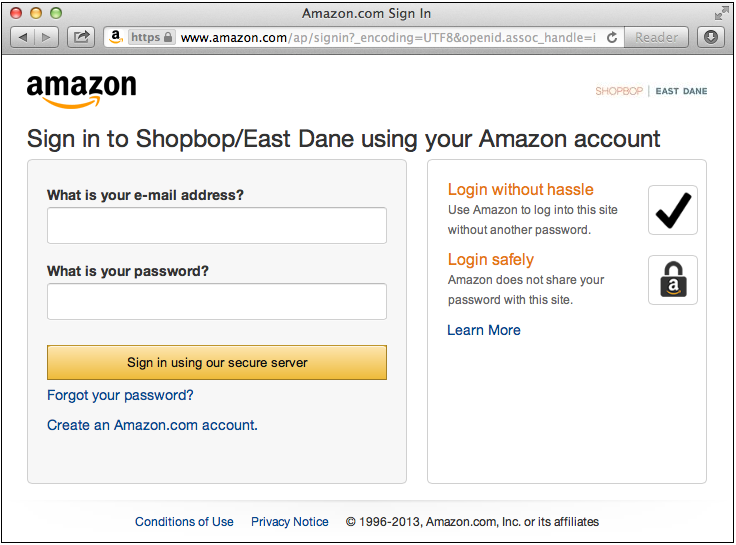 Amazon.com Sign In
https www.amazon.com/ap/signin?_encoding=UTF8&openid.assoc_handle=i
Reader
amazon
SHOPBOP | EAST DANE
Sign in to Shopbop/East Dane using your Amazon account
What is your e-mail address?
What is your password?
Sign in using our secure server
Forgot your password?
Create an Amazon.com account.
Login without hassle
Use Amazon to log into this site
without another password.
Login safely
Amazon does not share your
password with this site.
a
Learn More
Conditions of Use Privacy Notice © 1996-2013, Amazon.com, Inc. or its affiliates